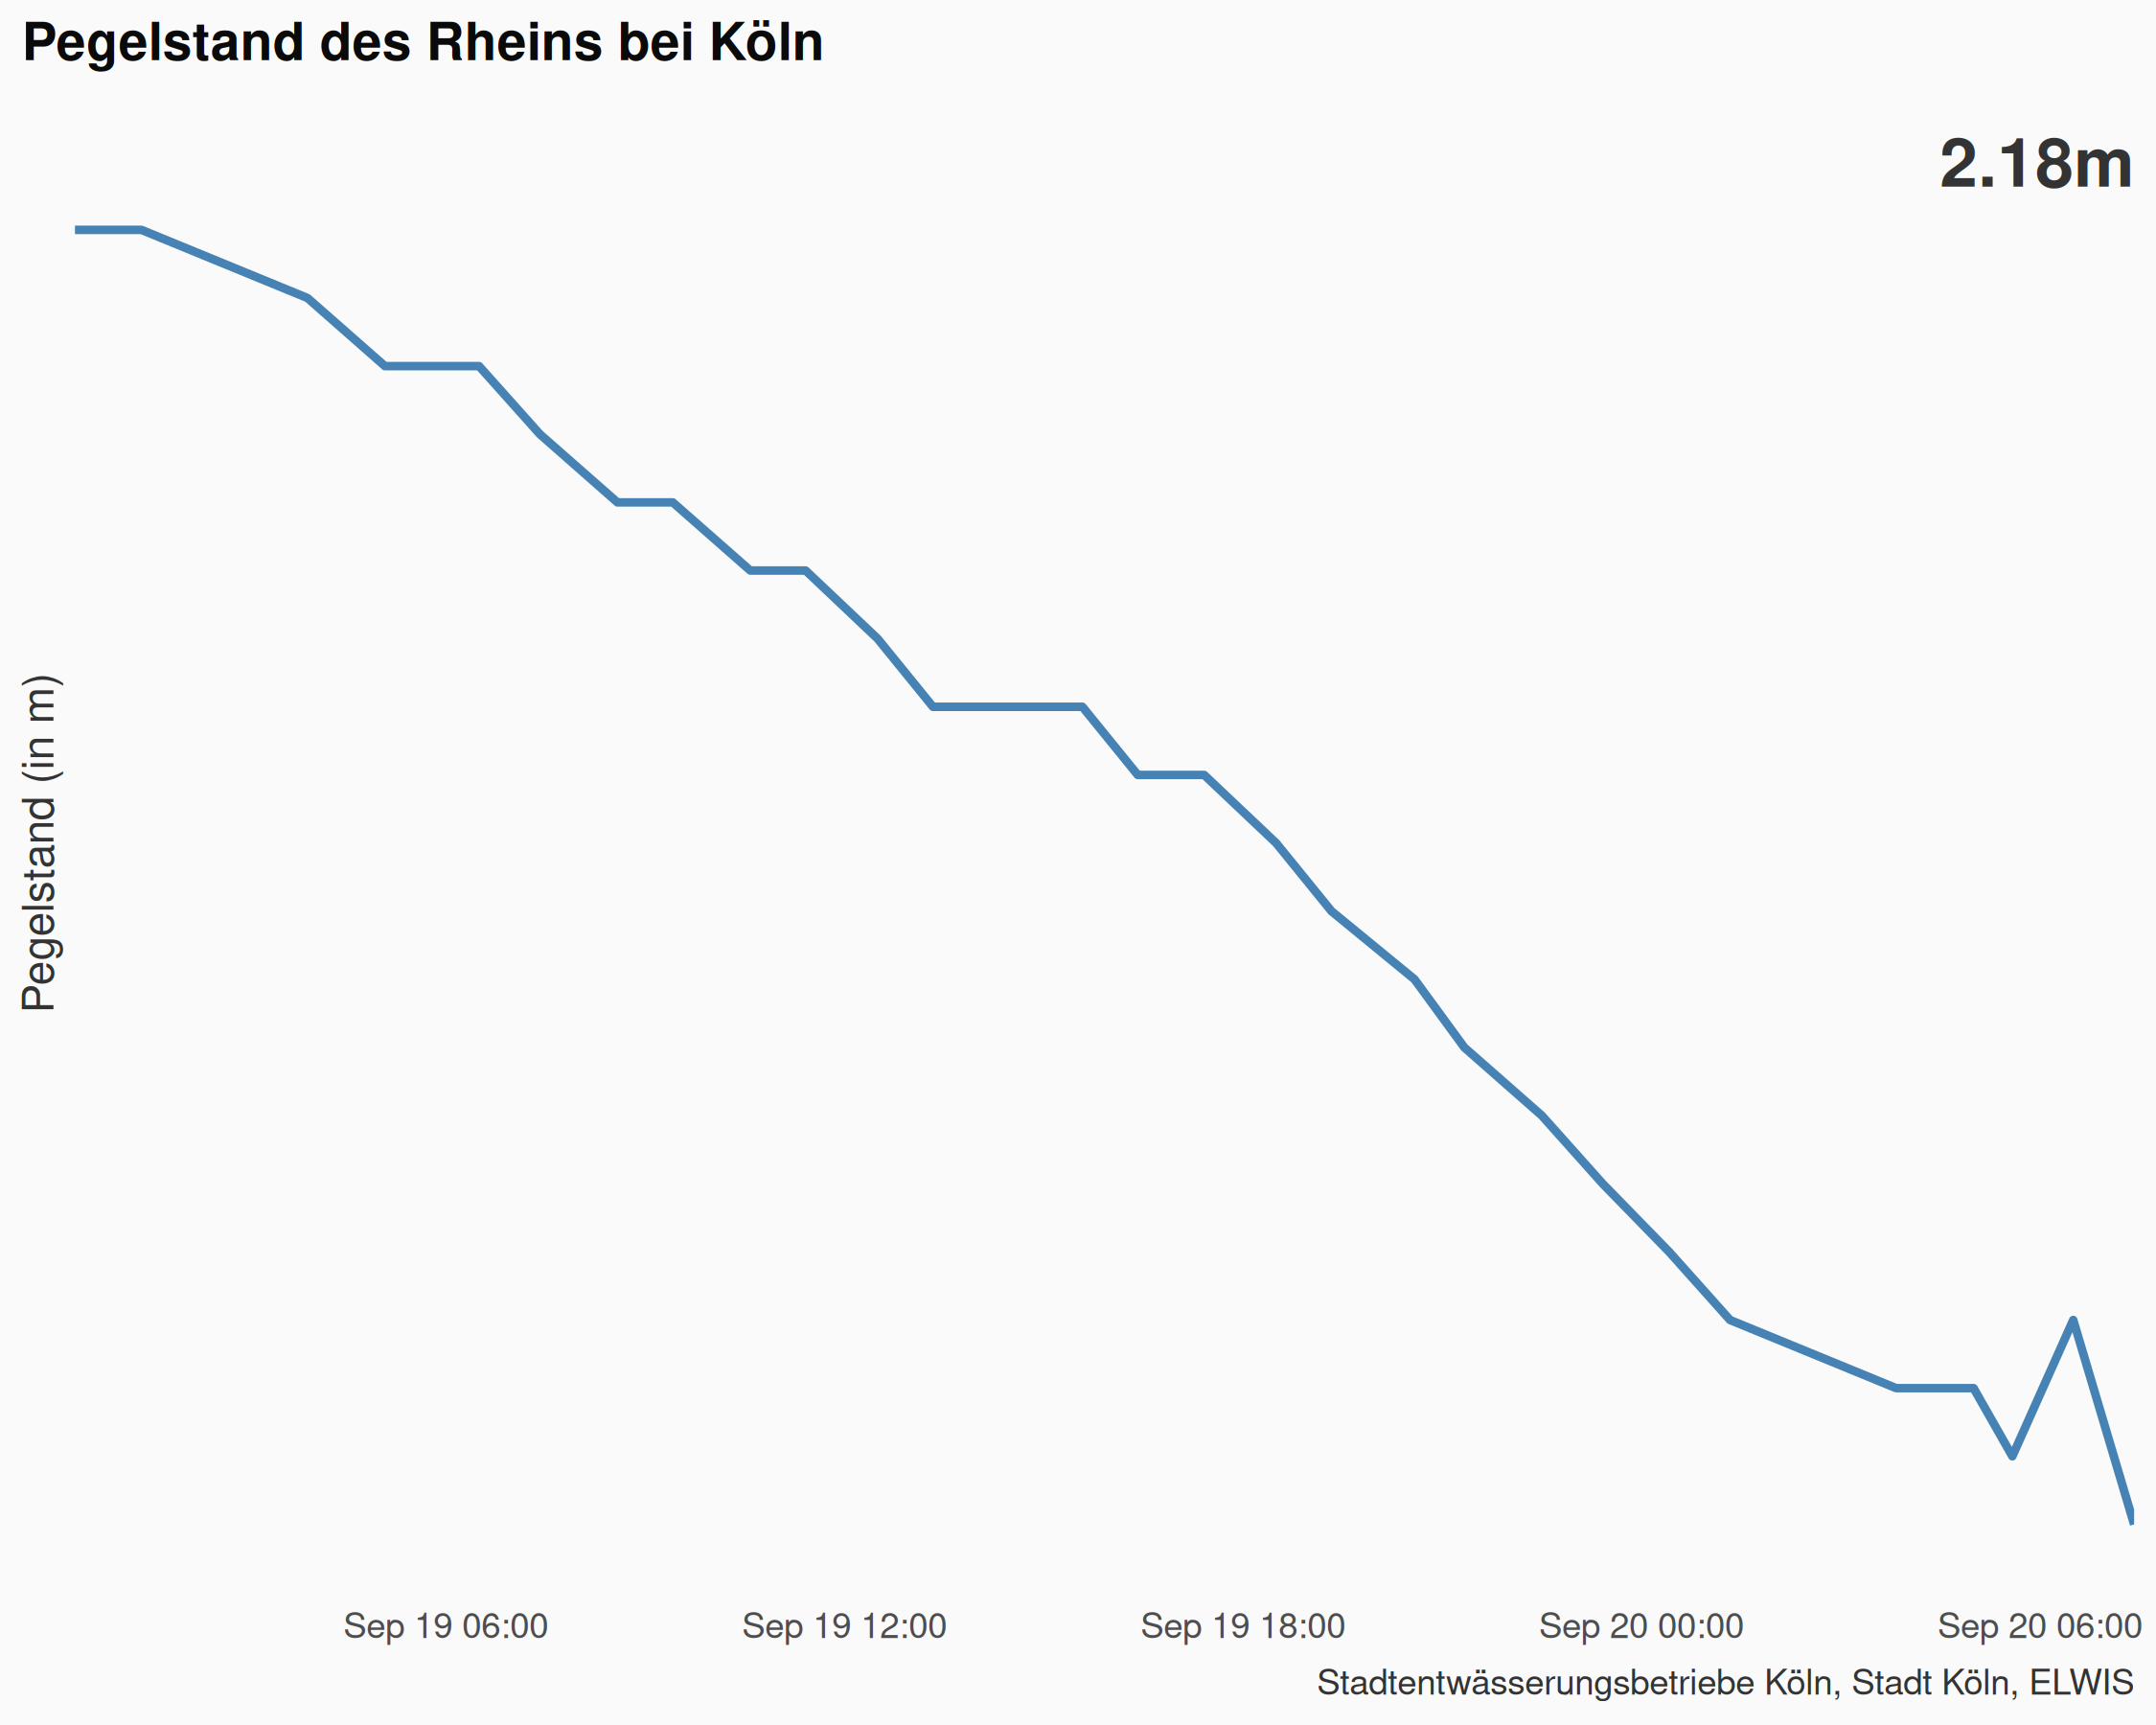 Pegelstand des Rheins bei Köln
2.18m
Pegelstand (in m)
Sep 19 06:00
Sep 19 12:00
Sep 19 18:00
Sep 20 00:00
Sep 20 06:00
Stadtentwässerungsbetriebe Köln, Stadt Köln, ELWIS